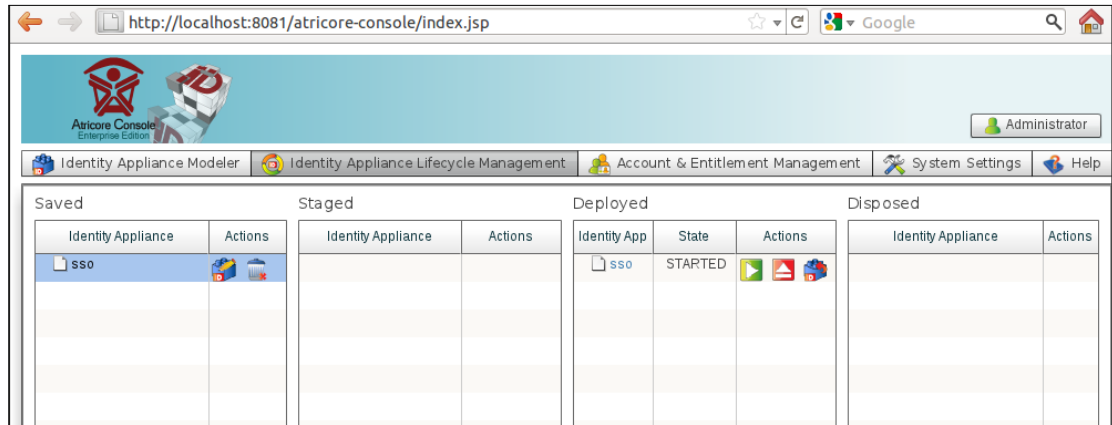 http://localhost:8081/atricore-console/index.jsp
Google
Atricore Console
Enterprise Edition
Administrator
Identity Appliance Modeler
Identity Appliance Lifecycle Management
Account & Entitlement Management
System Settings
Help
Saved
Staged
Deployed
Disposed
Identity Appliance Actions
Identity Appliance Actions
Identity App State Actions
Identity Appliance Actions
sso
sso STARTED